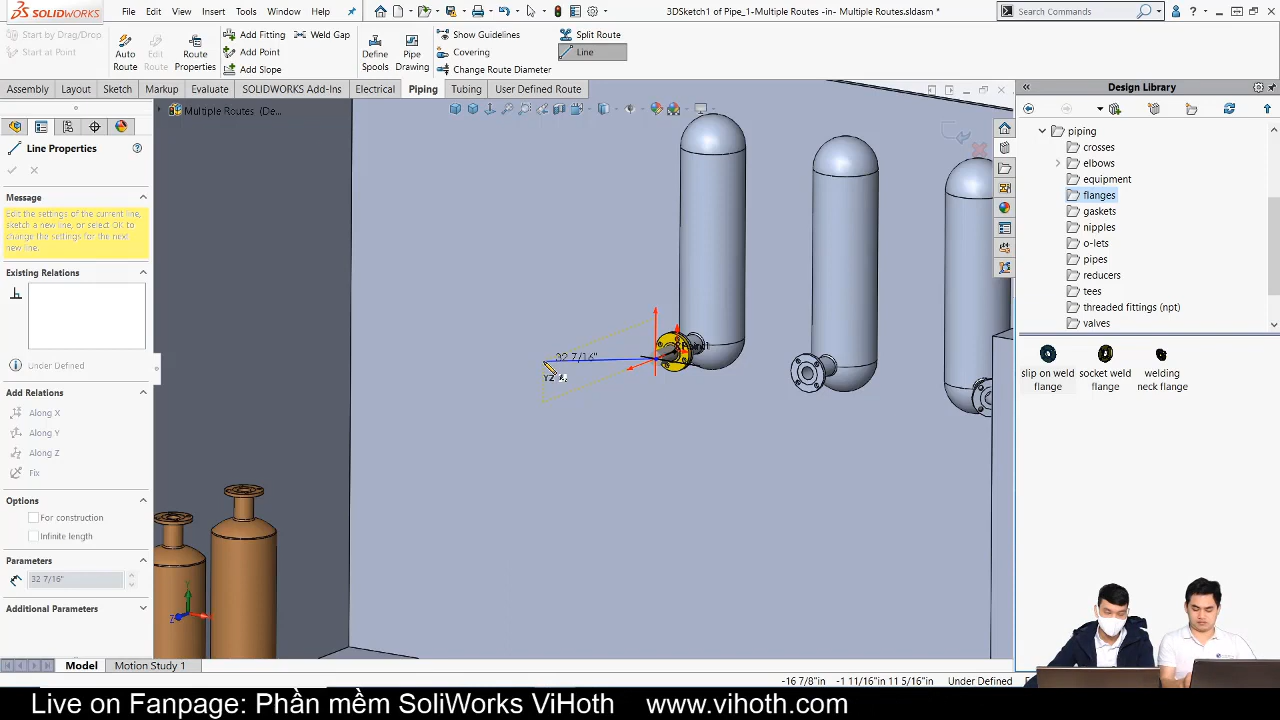 SOLIDWORKS File Edit View Insert Tools Window Help
3DSketch1 of Pipe_1-Multiple Routes -in- Multiple Routes.sldasm *
Search Commands
Start by Drag/Drop
Start at Point
Auto Route
Edit Route
Route Properties
Add Fitting
Add Point
Add Slope
Weld Gap
Define Spools
Pipe Drawing
Show Guidelines
Covering
Change Route Diameter
Split Route
Line
Assembly Layout Sketch Markup Evaluate SOLIDWORKS Add-Ins Electrical Piping Tubing User Defined Route
Design Library
Multiple Routes (De...
Line Properties
Message
Edit the settings of the current line,
sketch a new line, or select OK to
change the settings for the next
new line.
Existing Relations
Under Defined
Add Relations
Along X
Along Y
Along Z
Fix
Options
For construction
Infinite length
Parameters
32 7/16"
Additional Parameters
32 7/16"
YZ
Y
Z
piping
crosses
elbows
equipment
flanges
gaskets
nipples
o-lets
pipes
reducers
tees
threaded fittings (npt)
valves
slip on weld flange
socket weld flange
welding neck flange
Model Motion Study 1
-16 7/8"in -1 11/16"in 11 5/16"in Under Defined
Live on Fanpage: Phần mềm SoliWorks ViHoth www.vihoth.com